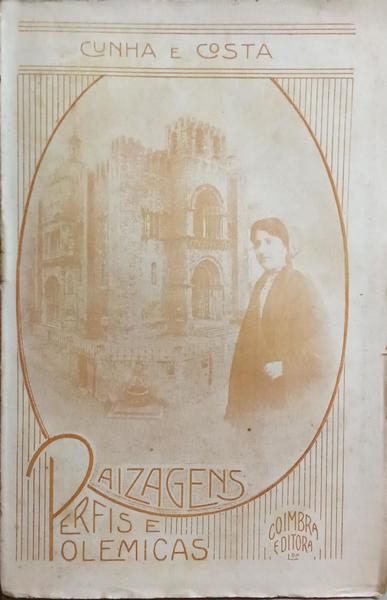 CUNHA E COSTA
PAIZAGENS
PERFIS E
POLEMICAS
COIMBRA
EDITORA
LDA